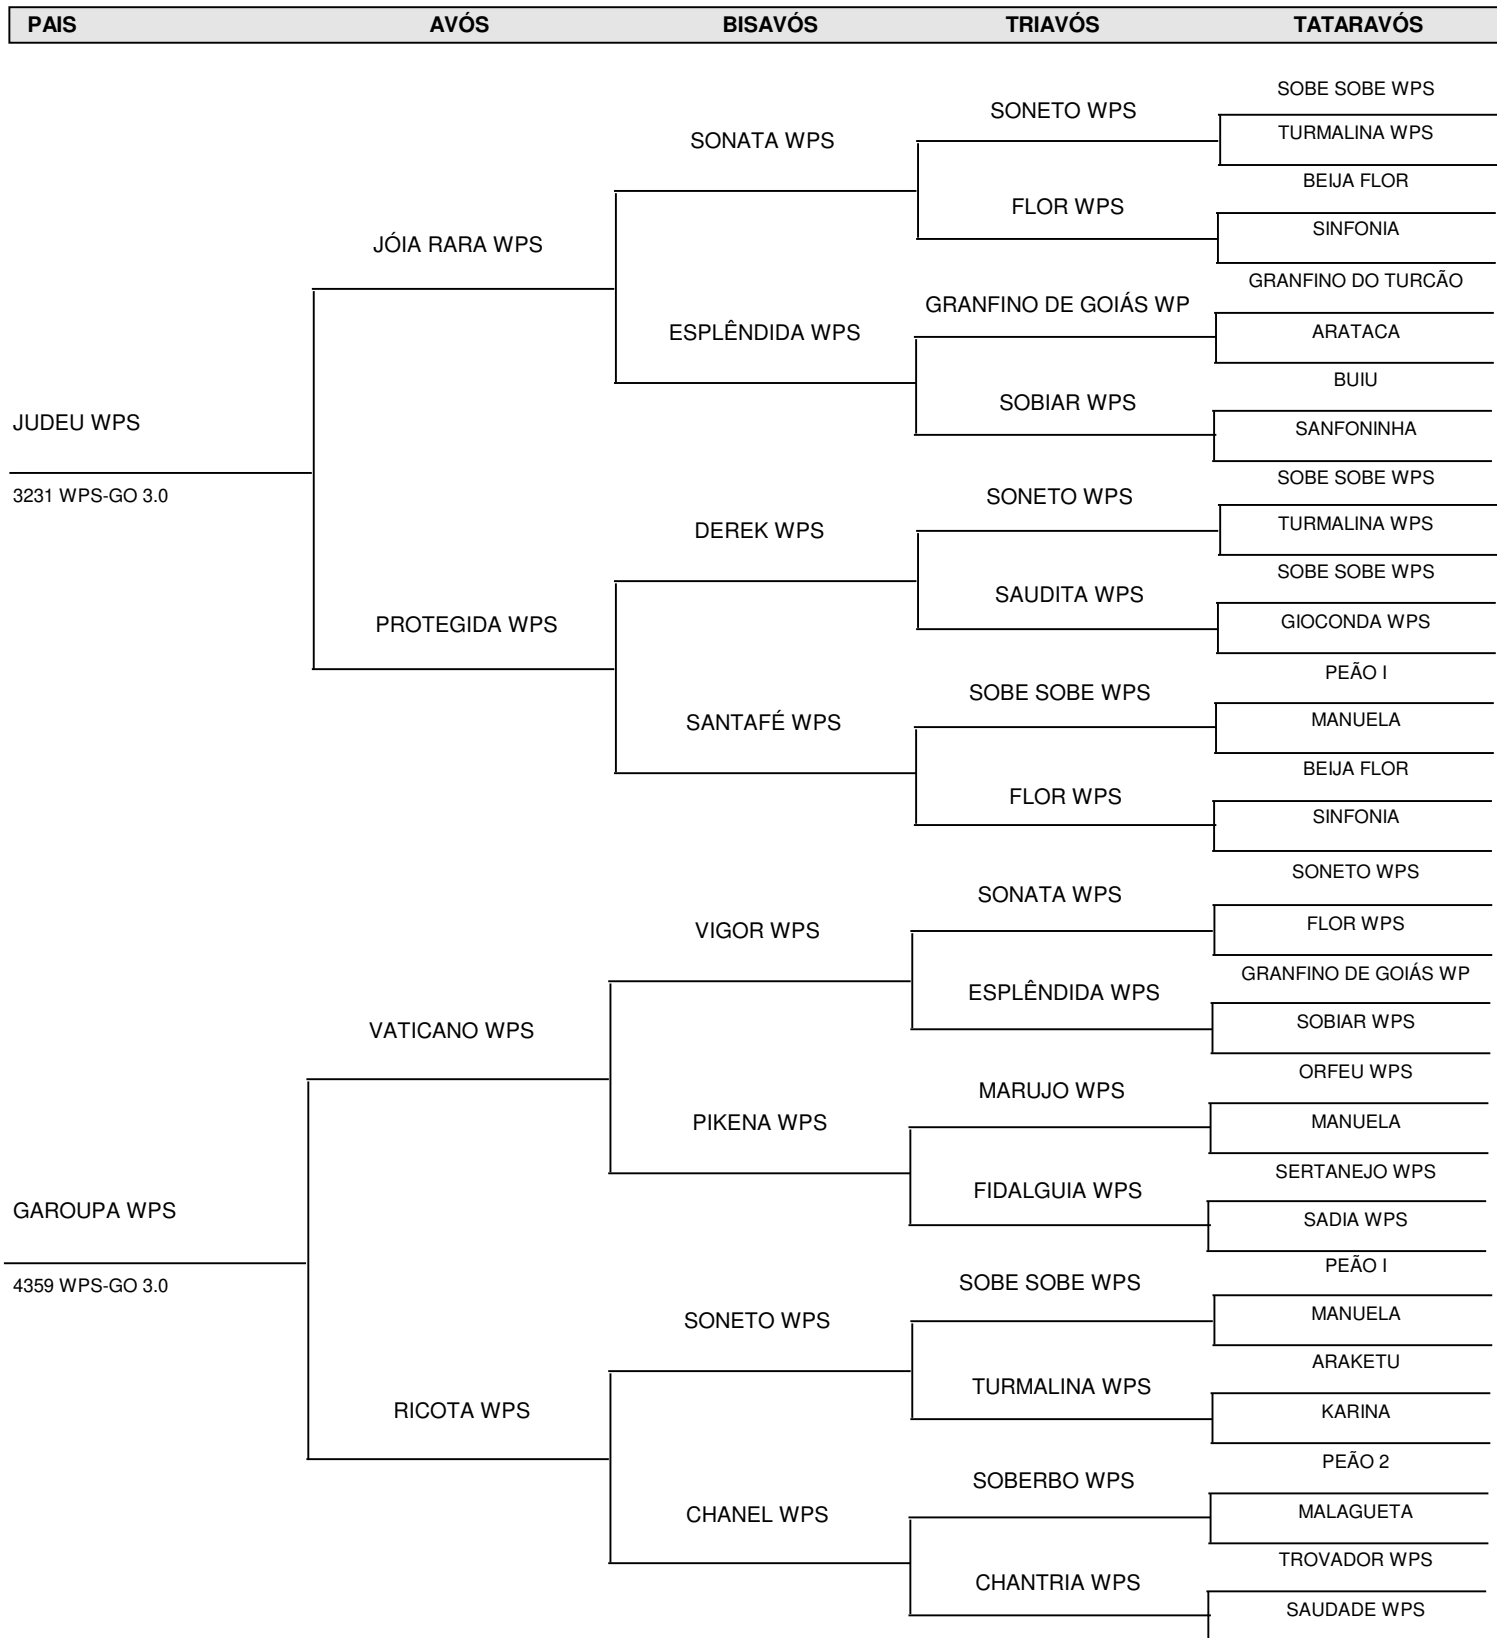 PAIS AVÓS BISAVÓS TRIAVÓS TATARAVÓS
SOBE SOBE WPS
SONETO WPS
TURMALINA WPS
SONATA WPS
BEIJA FLOR
FLOR WPS
SINFONIA
JÓIA RARA WPS
GRANFINO DO TURCÃO
GRANFINO DE GOIÁS WP
ARATACA
ESPLÊNDIDA WPS
BUIU
SOBIAR WPS
SANFONINHA
JUDEU WPS
3231 WPS-GO 3.0
SOBE SOBE WPS
SONETO WPS
TURMALINA WPS
DEREK WPS
SOBE SOBE WPS
SAUDITA WPS
GIOCONDA WPS
PROTEGIDA WPS
PEÃO I
SOBE SOBE WPS
MANUELA
SANTAFÉ WPS
BEIJA FLOR
FLOR WPS
SINFONIA
SONETO WPS
SONATA WPS
FLOR WPS
VIGOR WPS
GRANFINO DE GOIÁS WP
ESPLÊNDIDA WPS
SOBIAR WPS
VATICANO WPS
ORFEU WPS
MARUJO WPS
MANUELA
PIKENA WPS
SERTANEJO WPS
FIDALGUIA WPS
SADIA WPS
GAROUPA WPS
4359 WPS-GO 3.0
PEÃO I
SOBE SOBE WPS
MANUELA
SONETO WPS
ARAKETU
TURMALINA WPS
KARINA
RICOTA WPS
PEÃO 2
SOBERBO WPS
MALAGUETA
CHANEL WPS
TROVADOR WPS
CHANTRIA WPS
SAUDADE WPS